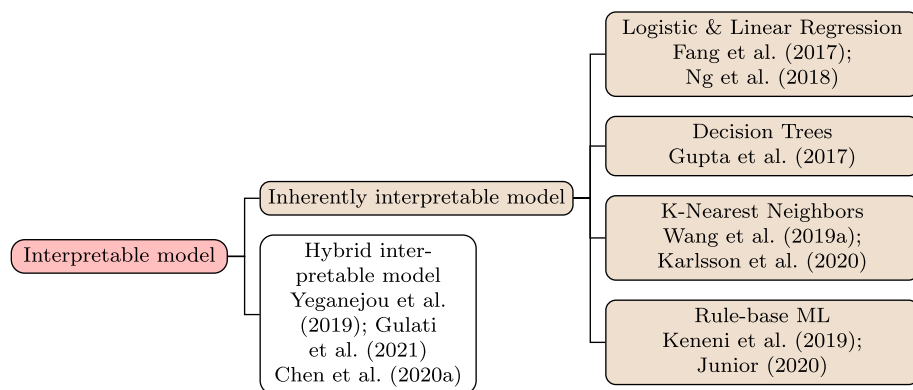 Interpretable model
Inherently interpretable model
Hybrid inter-
pretable model
Yeganejou et al.
(2019); Gulati
et al. (2021)
Chen et al. (2020a)
Logistic & Linear Regression
Fang et al. (2017);
Ng et al. (2018)
Decision Trees
Gupta et al. (2017)
K-Nearest Neighbors
Wang et al. (2019a);
Karlsson et al. (2020)
Rule-base ML
Keneni et al. (2019);
Junior (2020)